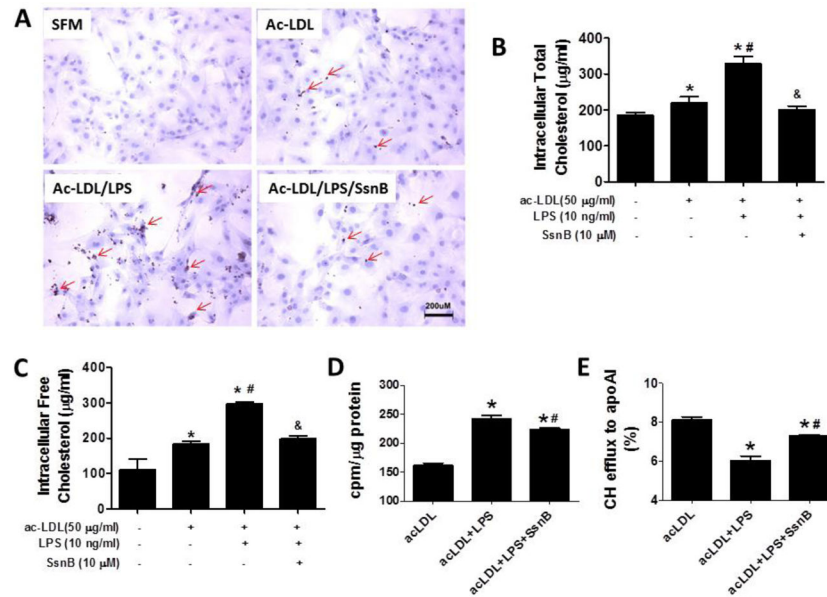 A
SFM
Ac-LDL
Ac-LDL/LPS
Ac-LDL/LPS/SsnB
200uM
B
Intracellular Total
Cholesterol (µg/ml)
400
300
200
100
0
*
* #
&
ac-LDL(50 µg/ml) - + + +
LPS (10 ng/ml) - - + +
SsnB (10 µM) - - - +
C
Intracellular Free
Cholesterol (µg/ml)
400
300
200
100
0
*
* #
&
ac-LDL(50 µg/ml) - + + +
LPS (10 ng/ml) - - + +
SsnB (10 µM) - - - +
D
cpm/µg protein
300
250
200
150
100
*
* #
acLDL
acLDL+LPS
acLDL+LPS+SsnB
E
CH efflux to apoAI
(%)
10
8
6
4
*
* #
acLDL
acLDL+LPS
acLDL+LPS+SsnB